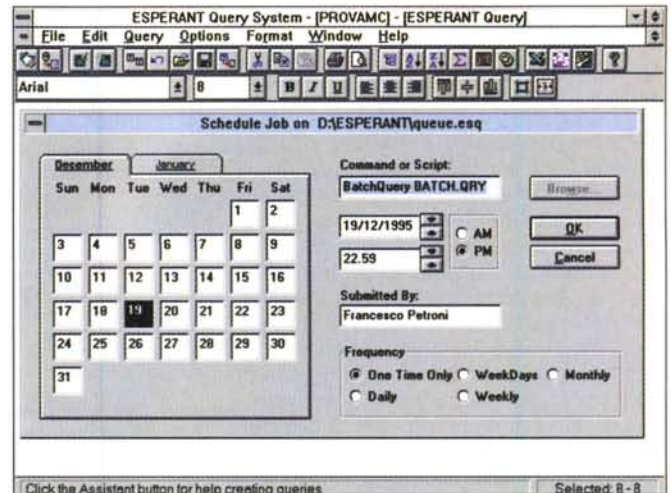 ESPERANT Query System - [PROVAMC] - [ESPERANT Query]
File Edit Query Options Format Window Help
Arial 8 B I U
Schedule Job on D:\ESPERANT\queue.esq
December January
Sun Mon Tue Wed Thu Fri Sat
1 2
3 4 5 6 7 8 9
10 11 12 13 14 15 16
17 18 19 20 21 22 23
24 25 26 27 28 29 30
31
Command or Script:
BatchQuery BATCH.QRY
Browse...
19/12/1995
AM
PM
22.59
OK
Cancel
Submitted By:
Francesco Petroni
Frequency
One Time Only WeekDays Monthly
Daily Weekly
Click the Assistant button for help creating queries
Selected: 8 - 8